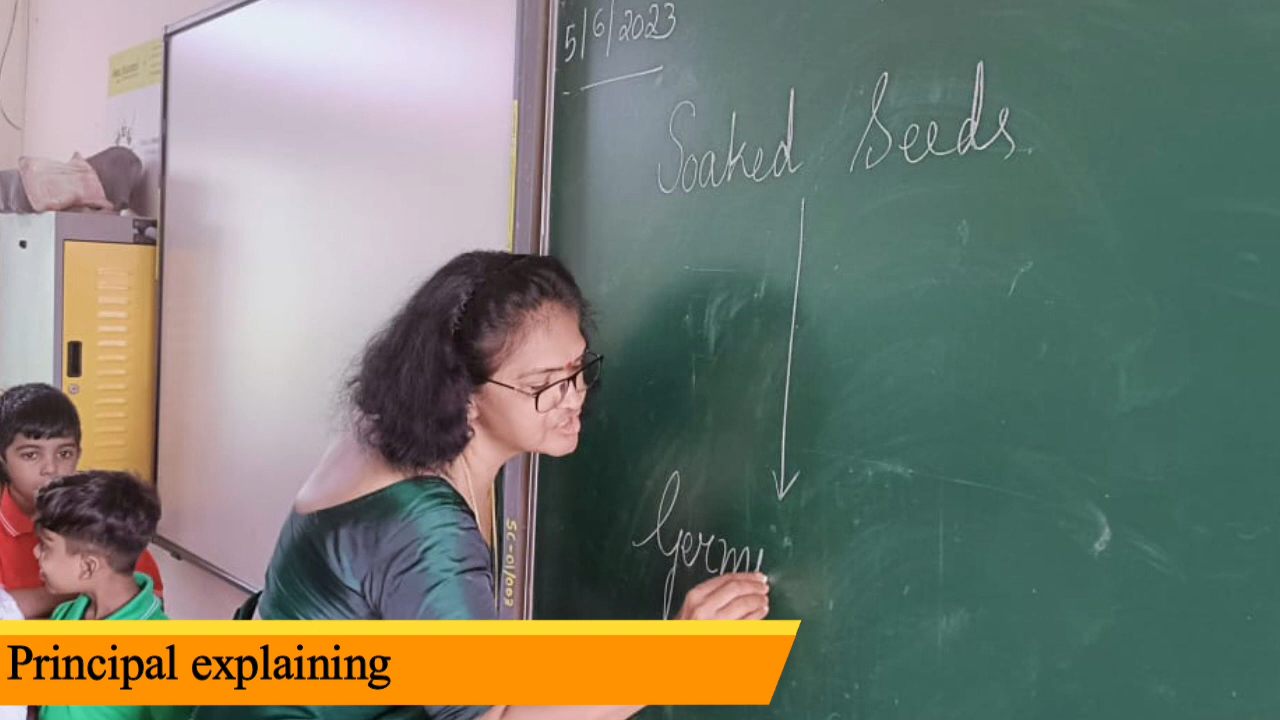 5/6/2023
Soaked Seeds
Germi
SC-01/002
Principal explaining